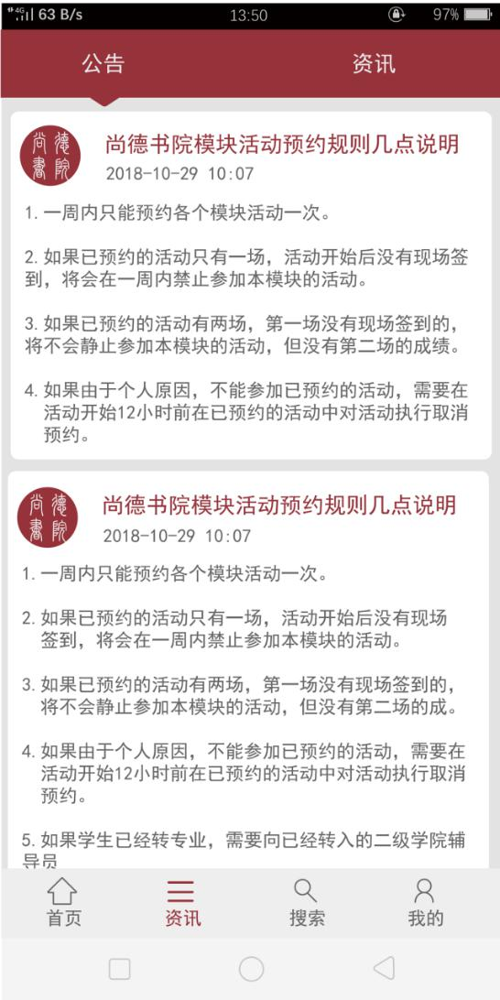 4G 63 B/s 13:50 97%
公告 资讯
尚德书院
尚德书院模块活动预约规则几点说明
2018-10-29 10:07
1. 一周内只能预约各个模块活动一次。
2. 如果已预约的活动只有一场，活动开始后没有现场签
到，将会在一周内禁止参加本模块的活动。
3. 如果已预约的活动有两场，第一场没有现场签到的，
将不会静止参加本模块的活动，但没有第二场的成绩。
4. 如果由于个人原因，不能参加已预约的活动，需要在
活动开始12小时前在已预约的活动中对活动执行取消
预约。
尚德书院
尚德书院模块活动预约规则几点说明
2018-10-29 10:07
1. 一周内只能预约各个模块活动一次。
2. 如果已预约的活动只有一场，活动开始后没有现场
签到，将会在一周内禁止参加本模块的活动。
3. 如果已预约的活动有两场，第一场没有现场签到的，
将不会静止参加本模块的活动，但没有第二场的成。
4. 如果由于个人原因，不能参加已预约的活动，需要在
活动开始12小时前在已预约的活动中对活动执行取消
预约。
5. 如果学生已经转专业，需要向已经转入的二级学院辅
导员
首页 资讯 搜索 我的